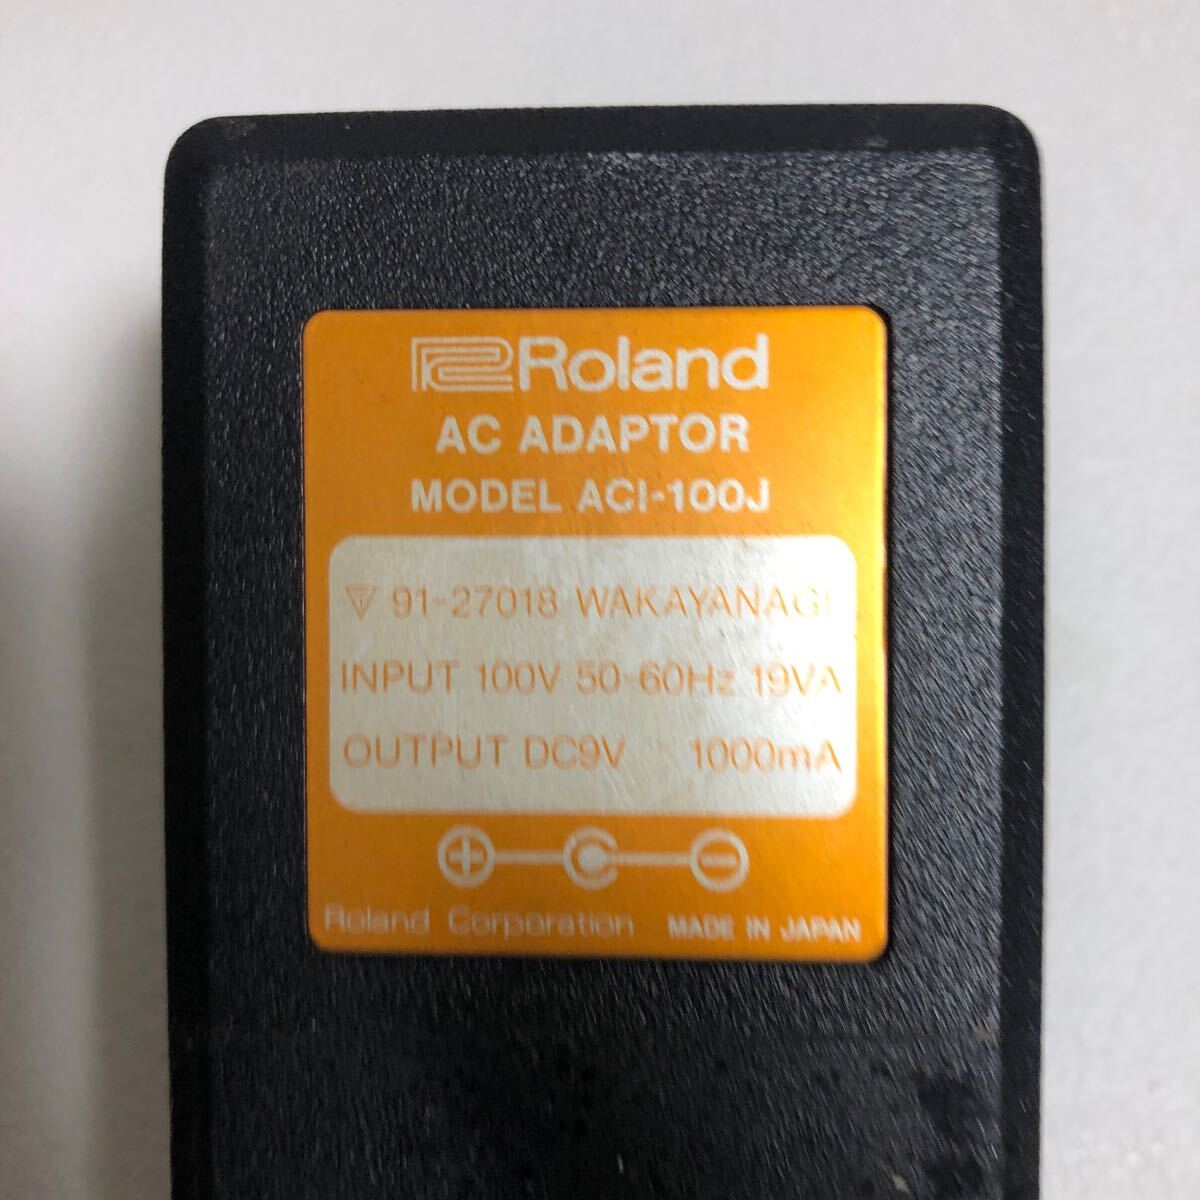 Roland
AC ADAPTOR
MODEL ACI-100J
91-27018 WAKAYANAGI
INPUT 100V 50-60Hz 19VA
OUTPUT DC9V 1000mA
Roland Corporation MADE IN JAPAN